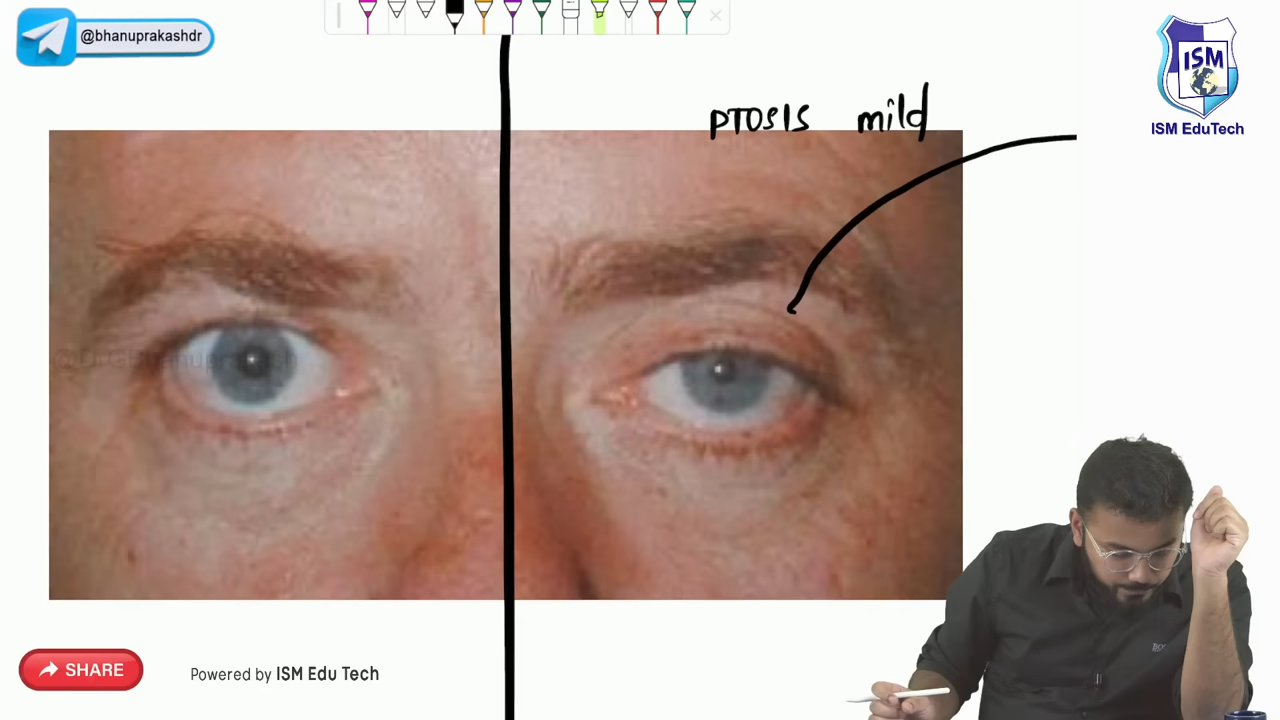 @bhanuprakashdr
ISM
ISM EduTech
PTOSIS mild
SHARE
Powered by ISM Edu Tech